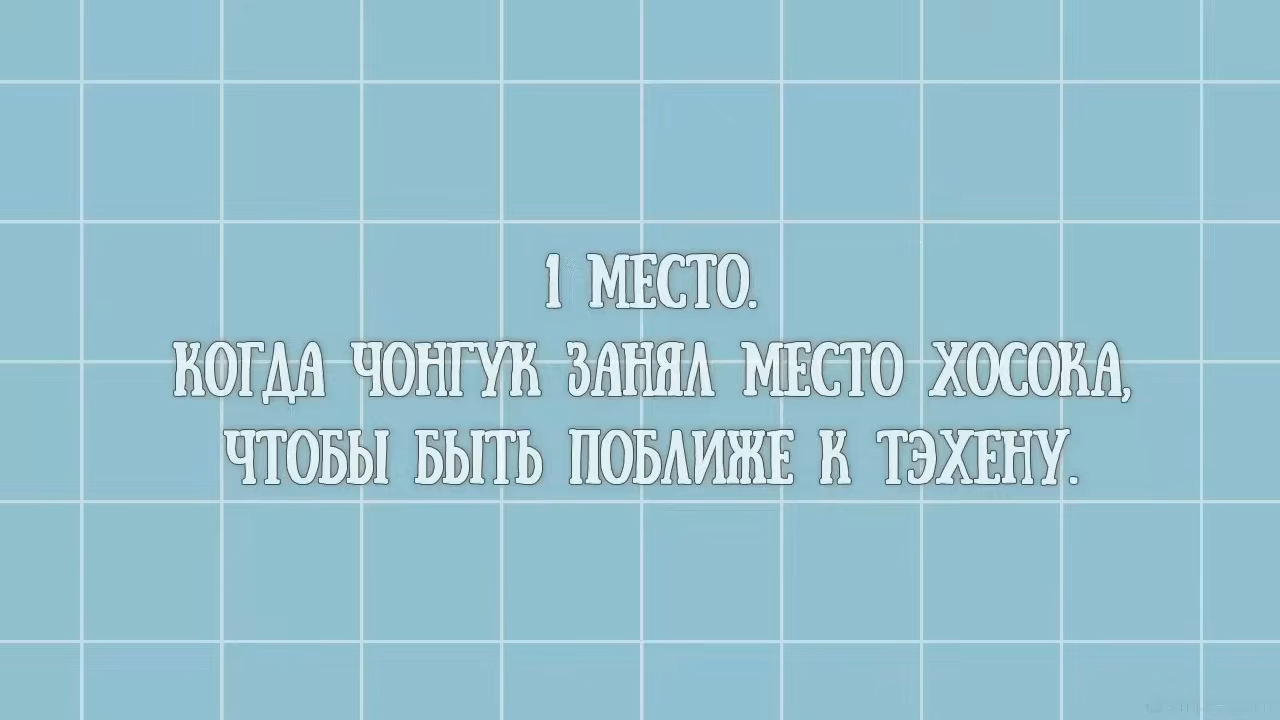 1 МЕСТО.
КОГДА ЧОНГУК ЗАНЯЛ МЕСТО ХОСОКА,
ЧТОБЫ БЫТЬ ПОБЛИЖЕ К ТЭХЕНУ.